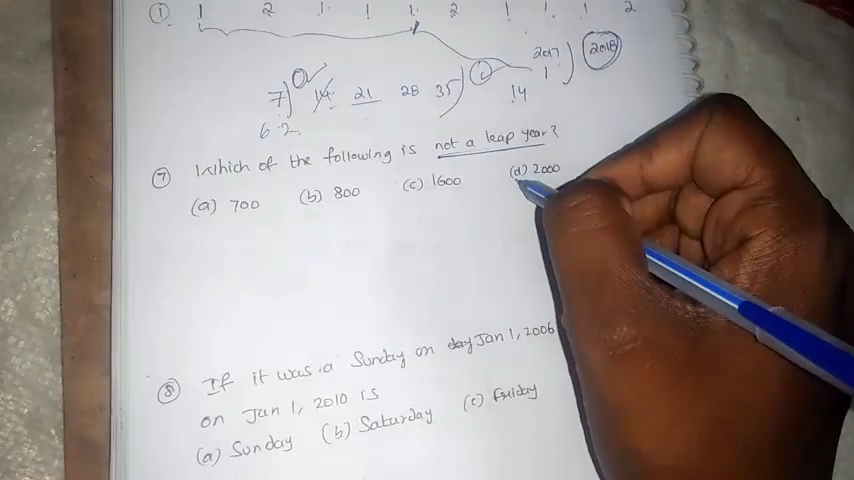 ① 1 2 1 1 1 2 1 1 1 2
2017 2018
1
7 14 21 28 35
14
6.2
⑦ Which of the following is not a leap year?
(a) 700 (b) 800 (c) 1600 (d) 2000
⑧ If it was a Sunday on Jan 1, 2006
on Jan 1, 2010 is
(a) Sunday (b) Saturday (c) Friday